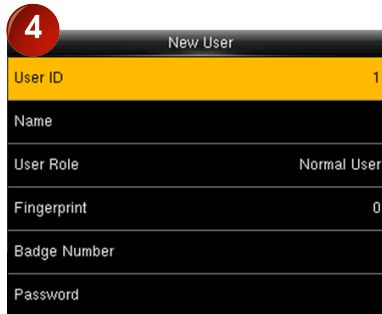 4
New User
User ID 1
Name
User Role Normal User
Fingerprint 0
Badge Number
Password